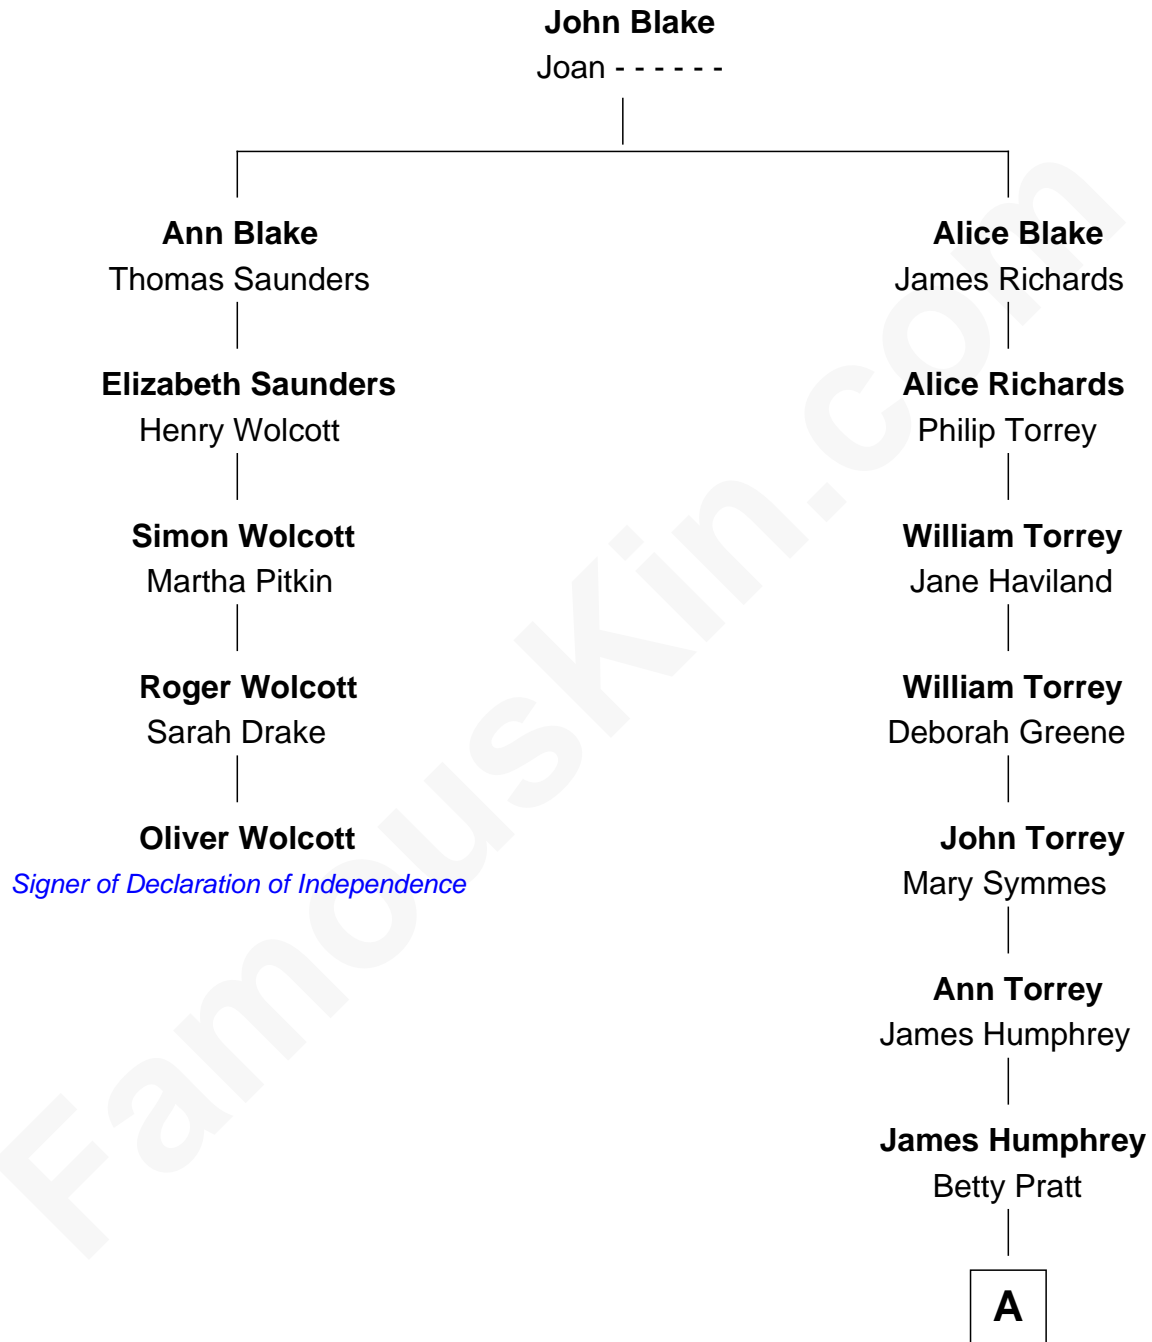 John Blake
Joan - - - - - -
Ann Blake
Thomas Saunders
Alice Blake
James Richards
Elizabeth Saunders
Henry Wolcott
Alice Richards
Philip Torrey
Simon Wolcott
Martha Pitkin
William Torrey
Jane Haviland
Roger Wolcott
Sarah Drake
William Torrey
Deborah Greene
Oliver Wolcott
Signer of Declaration of Independence
John Torrey
Mary Symmes
Ann Torrey
James Humphrey
James Humphrey
Betty Pratt
A
FamousKin.com